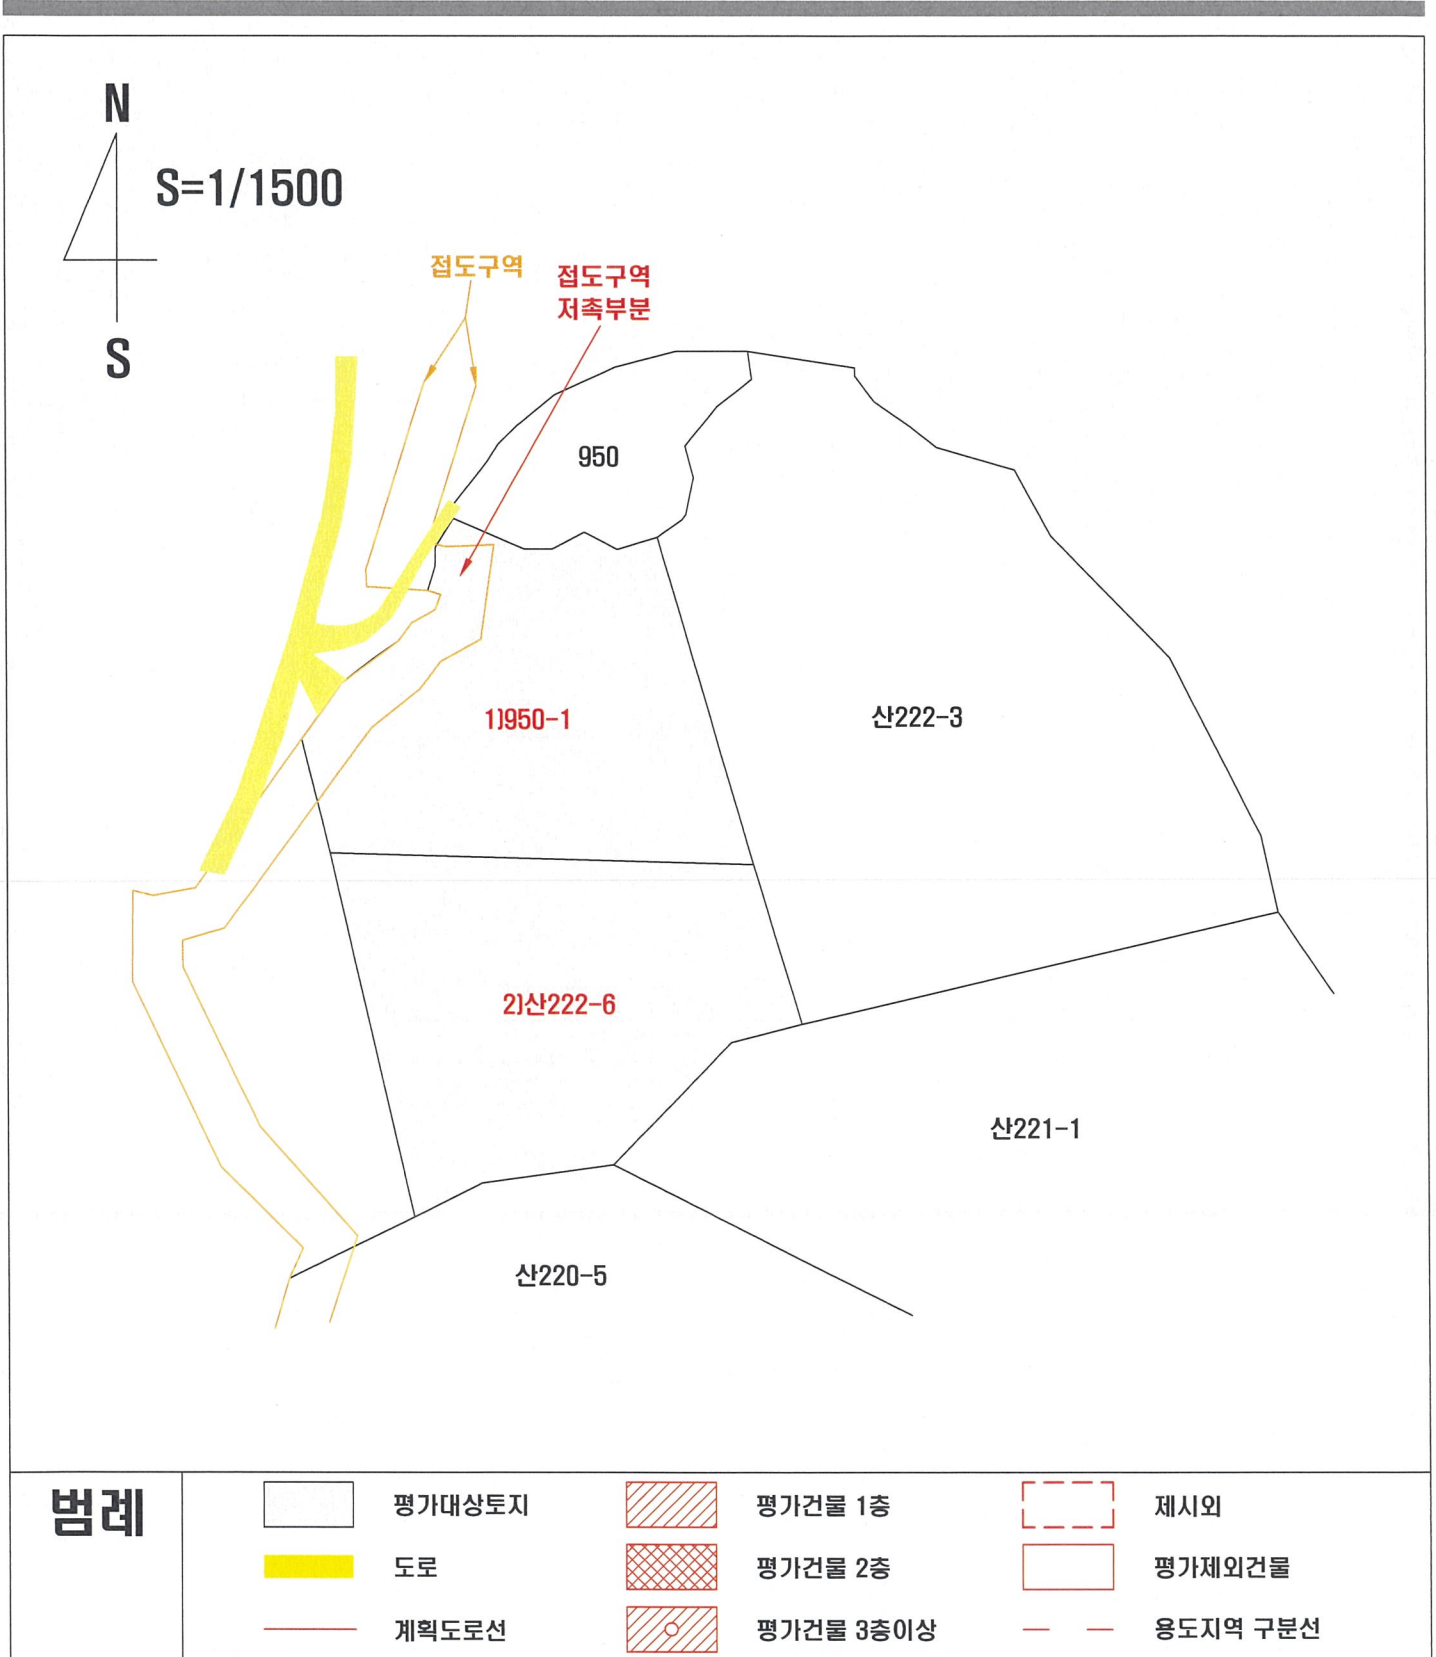 N
S=1/1500
S
접도구역
접도구역
저촉부분
950
1)950-1
산222-3
2)산222-6
산221-1
산220-5
범례
평가대상토지
평가건물 1층
제시외
도로
평가건물 2층
평가제외건물
계획도로선
평가건물 3층이상
용도지역 구분선